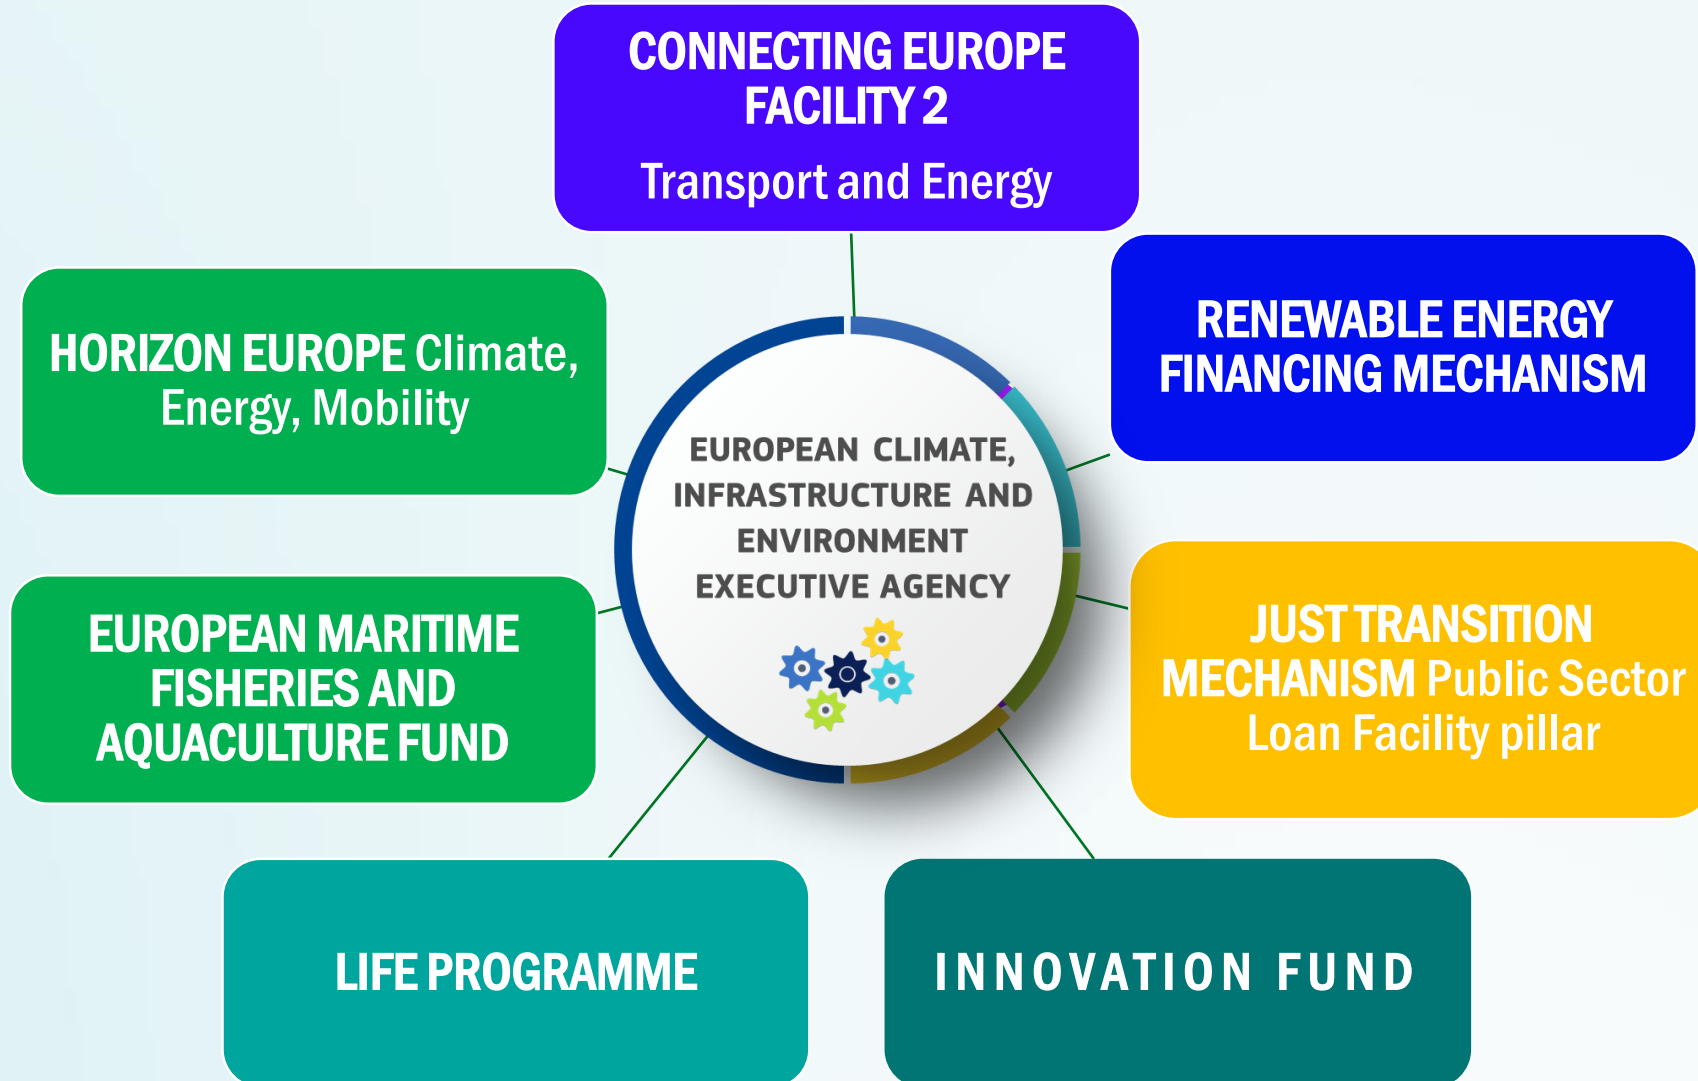 CONNECTING EUROPE
FACILITY 2
Transport and Energy
RENEWABLE ENERGY
FINANCING MECHANISM
HORIZON EUROPE Climate,
Energy, Mobility
EUROPEAN CLIMATE,
INFRASTRUCTURE AND
ENVIRONMENT
EXECUTIVE AGENCY
JUST TRANSITION
MECHANISM Public Sector
Loan Facility pillar
EUROPEAN MARITIME
FISHERIES AND
AQUACULTURE FUND
LIFE PROGRAMME
INNOVATION FUND